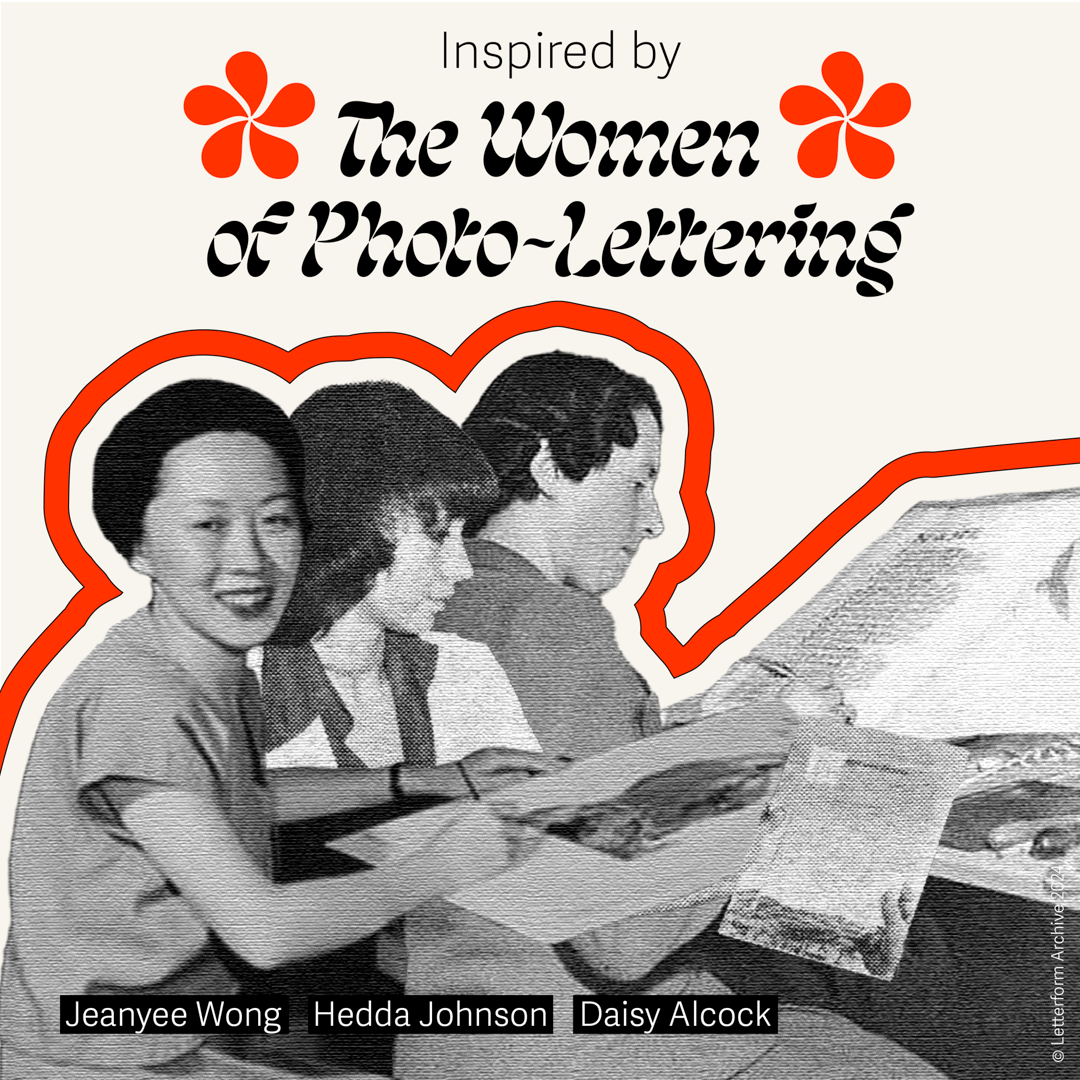 Inspired by
The Women
of Photo-Lettering
Jeanyee Wong Hedda Johnson Daisy Alcock
© Letterform Archive 2024